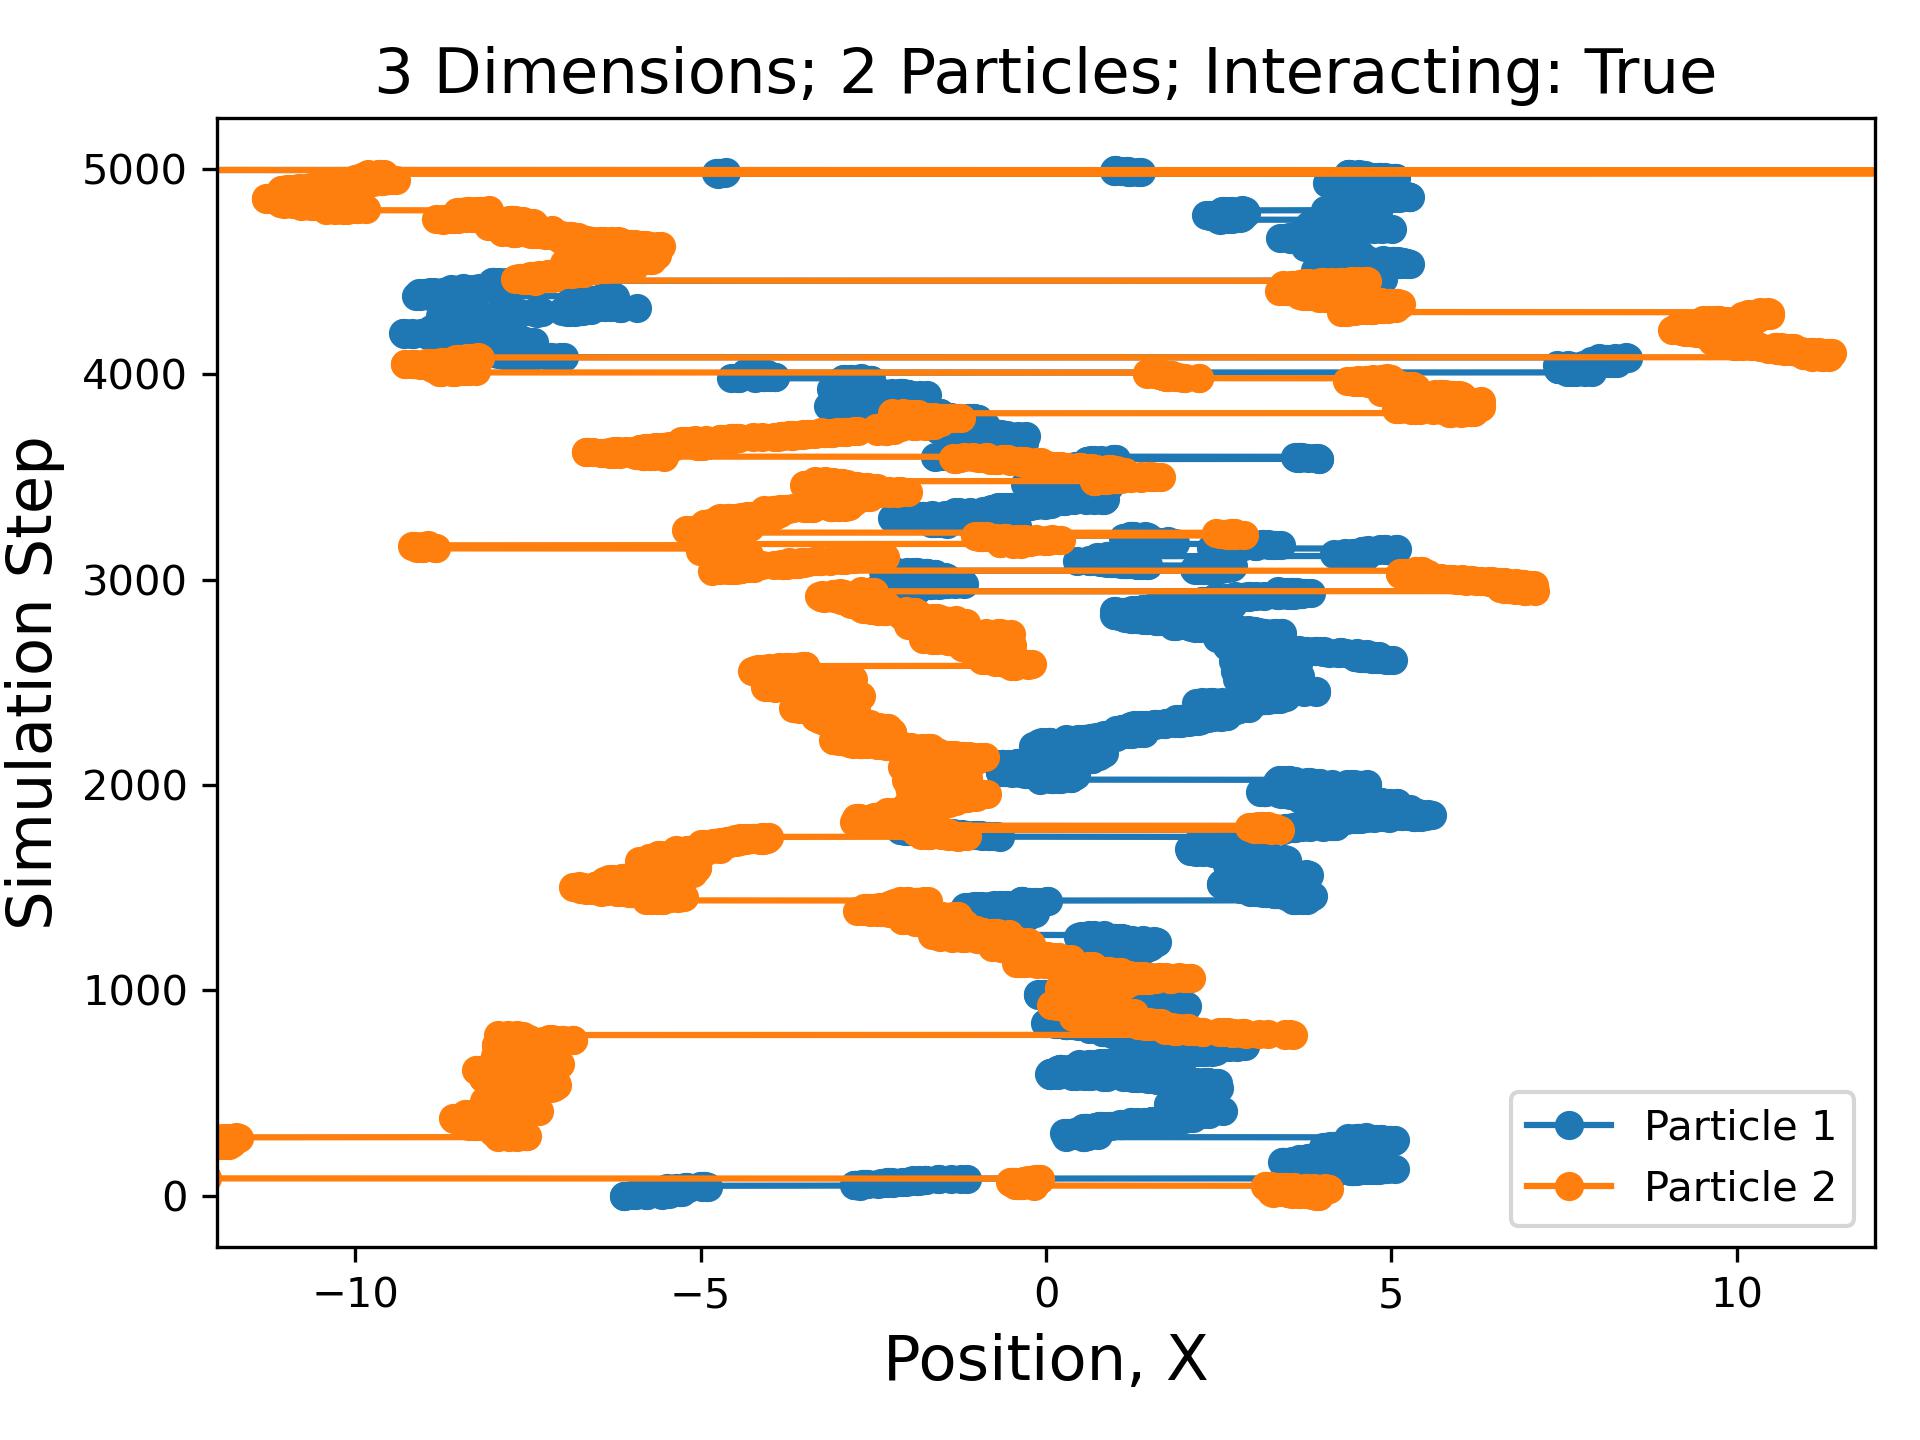 3 Dimensions; 2 Particles; Interacting: True
Simulation Step
5000
4000
3000
2000
1000
0
Particle 1
Particle 2
−10
−5
0
5
10
Position, X